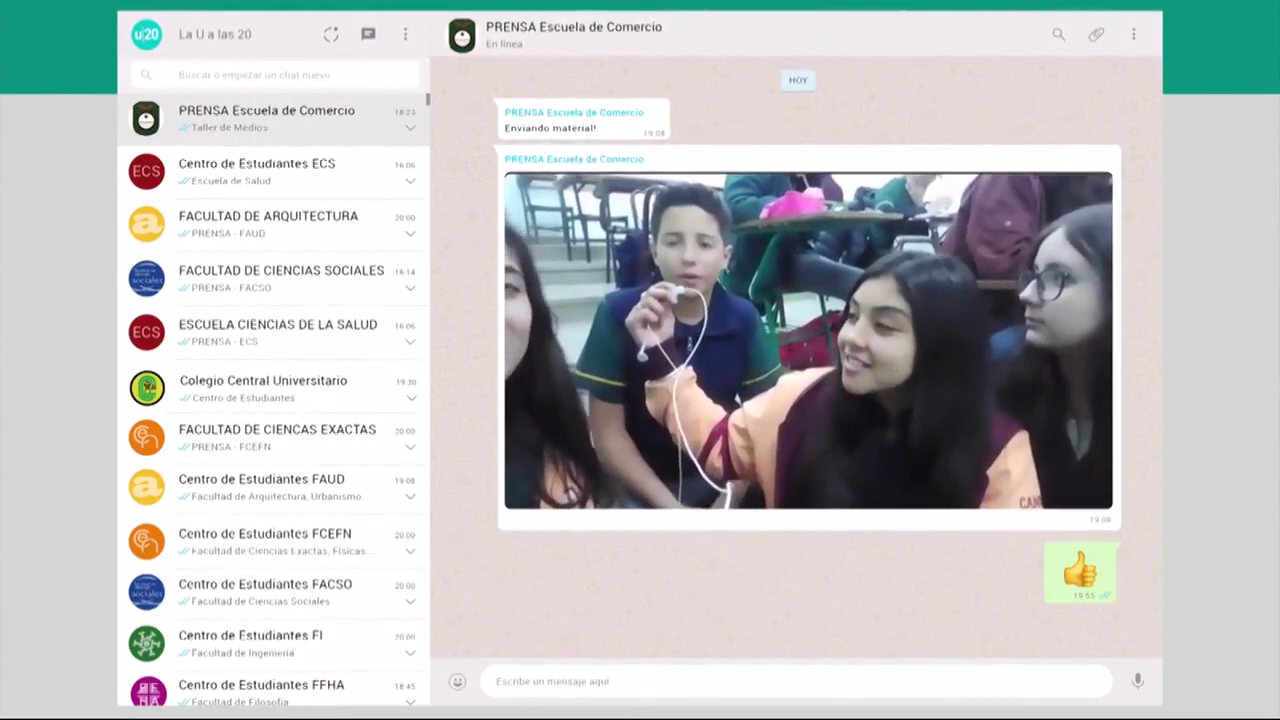 u|20
La U a las 20
Buscar o empezar un chat nuevo
PRENSA Escuela de Comercio
18:23
Taller de Medios
ECS
Centro de Estudiantes ECS
16:06
Escuela de Salud
a
FACULTAD DE ARQUITECTURA
20:00
PRENSA - FAUD
sociales
FACULTAD DE CIENCIAS SOCIALES
16:14
PRENSA - FACSO
ECS
ESCUELA CIENCIAS DE LA SALUD
16:06
PRENSA - ECS
Colegio Central Universitario
19:30
Centro de Estudiantes
FACULTAD DE CIENCAS EXACTAS
20:00
PRENSA - FCEFN
a
Centro de Estudiantes FAUD
19:08
Facultad de Arquitectura, Urbanismo...
Centro de Estudiantes FCEFN
20:00
Facultad de Ciencias Exactas, Físicas...
sociales
Centro de Estudiantes FACSO
20:00
Facultad de Ciencias Sociales
Centro de Estudiantes FI
20:00
Facultad de Ingeniería
Centro de Estudiantes FFHA
18:45
Facultad de Filosofía
PRENSA Escuela de Comercio
En línea
HOY
PRENSA Escuela de Comercio
Enviando material!
19:08
PRENSA Escuela de Comercio
19:08
19:55
Escribe un mensaje aquí